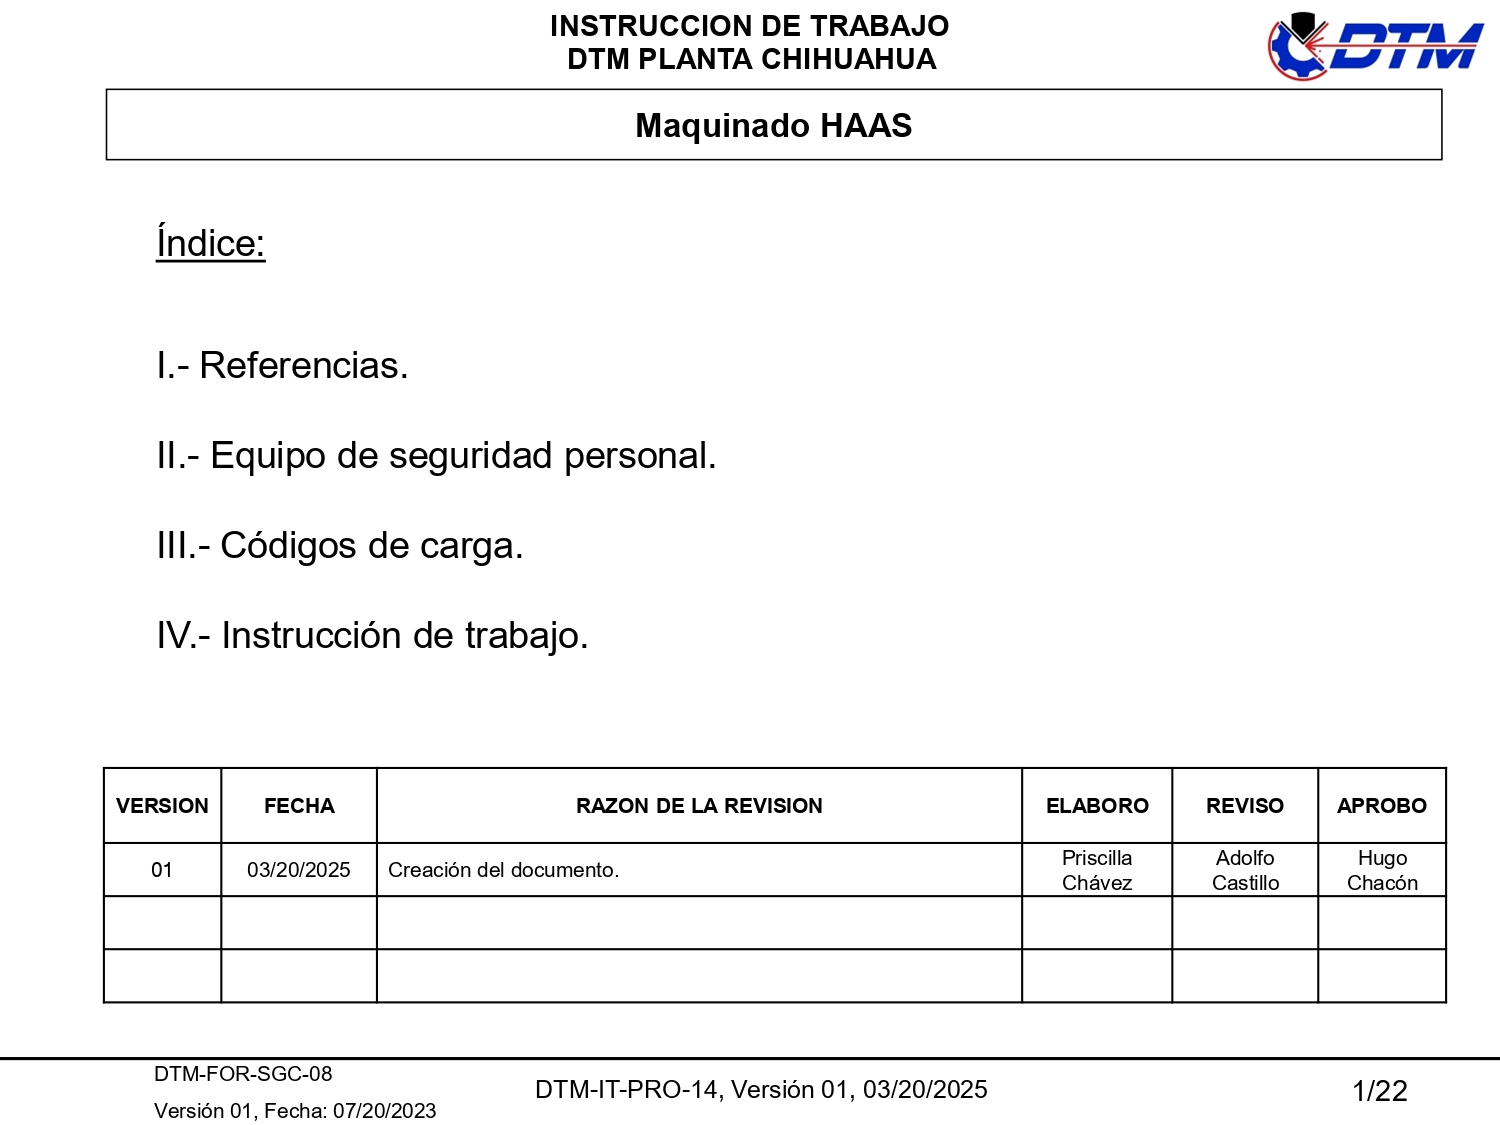 INSTRUCCION DE TRABAJO
DTM PLANTA CHIHUAHUA
DTM
Maquinado HAAS
Índice:
I.- Referencias.
II.- Equipo de seguridad personal.
III.- Códigos de carga.
IV.- Instrucción de trabajo.
VERSION FECHA RAZON DE LA REVISION ELABORO REVISO APROBO
01 03/20/2025 Creación del documento. Priscilla Chávez Adolfo Castillo Hugo Chacón
DTM-FOR-SGC-08
Versión 01, Fecha: 07/20/2023
DTM-IT-PRO-14, Versión 01, 03/20/2025
1/22